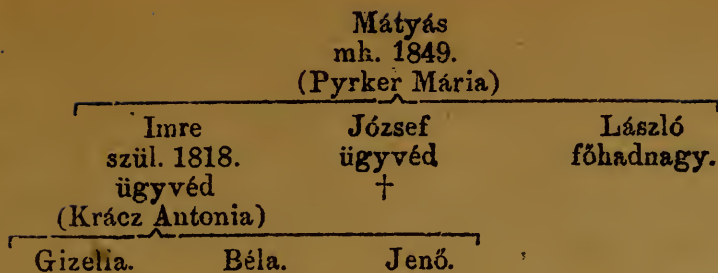 Mátyás
mh. 1849.
(Pyrker Mária)
Imre József László
szül. 1818. ügyvéd főhadnagy.
ügyvéd †
(Krácz Antonia)
Gizella. Béla. Jenő.